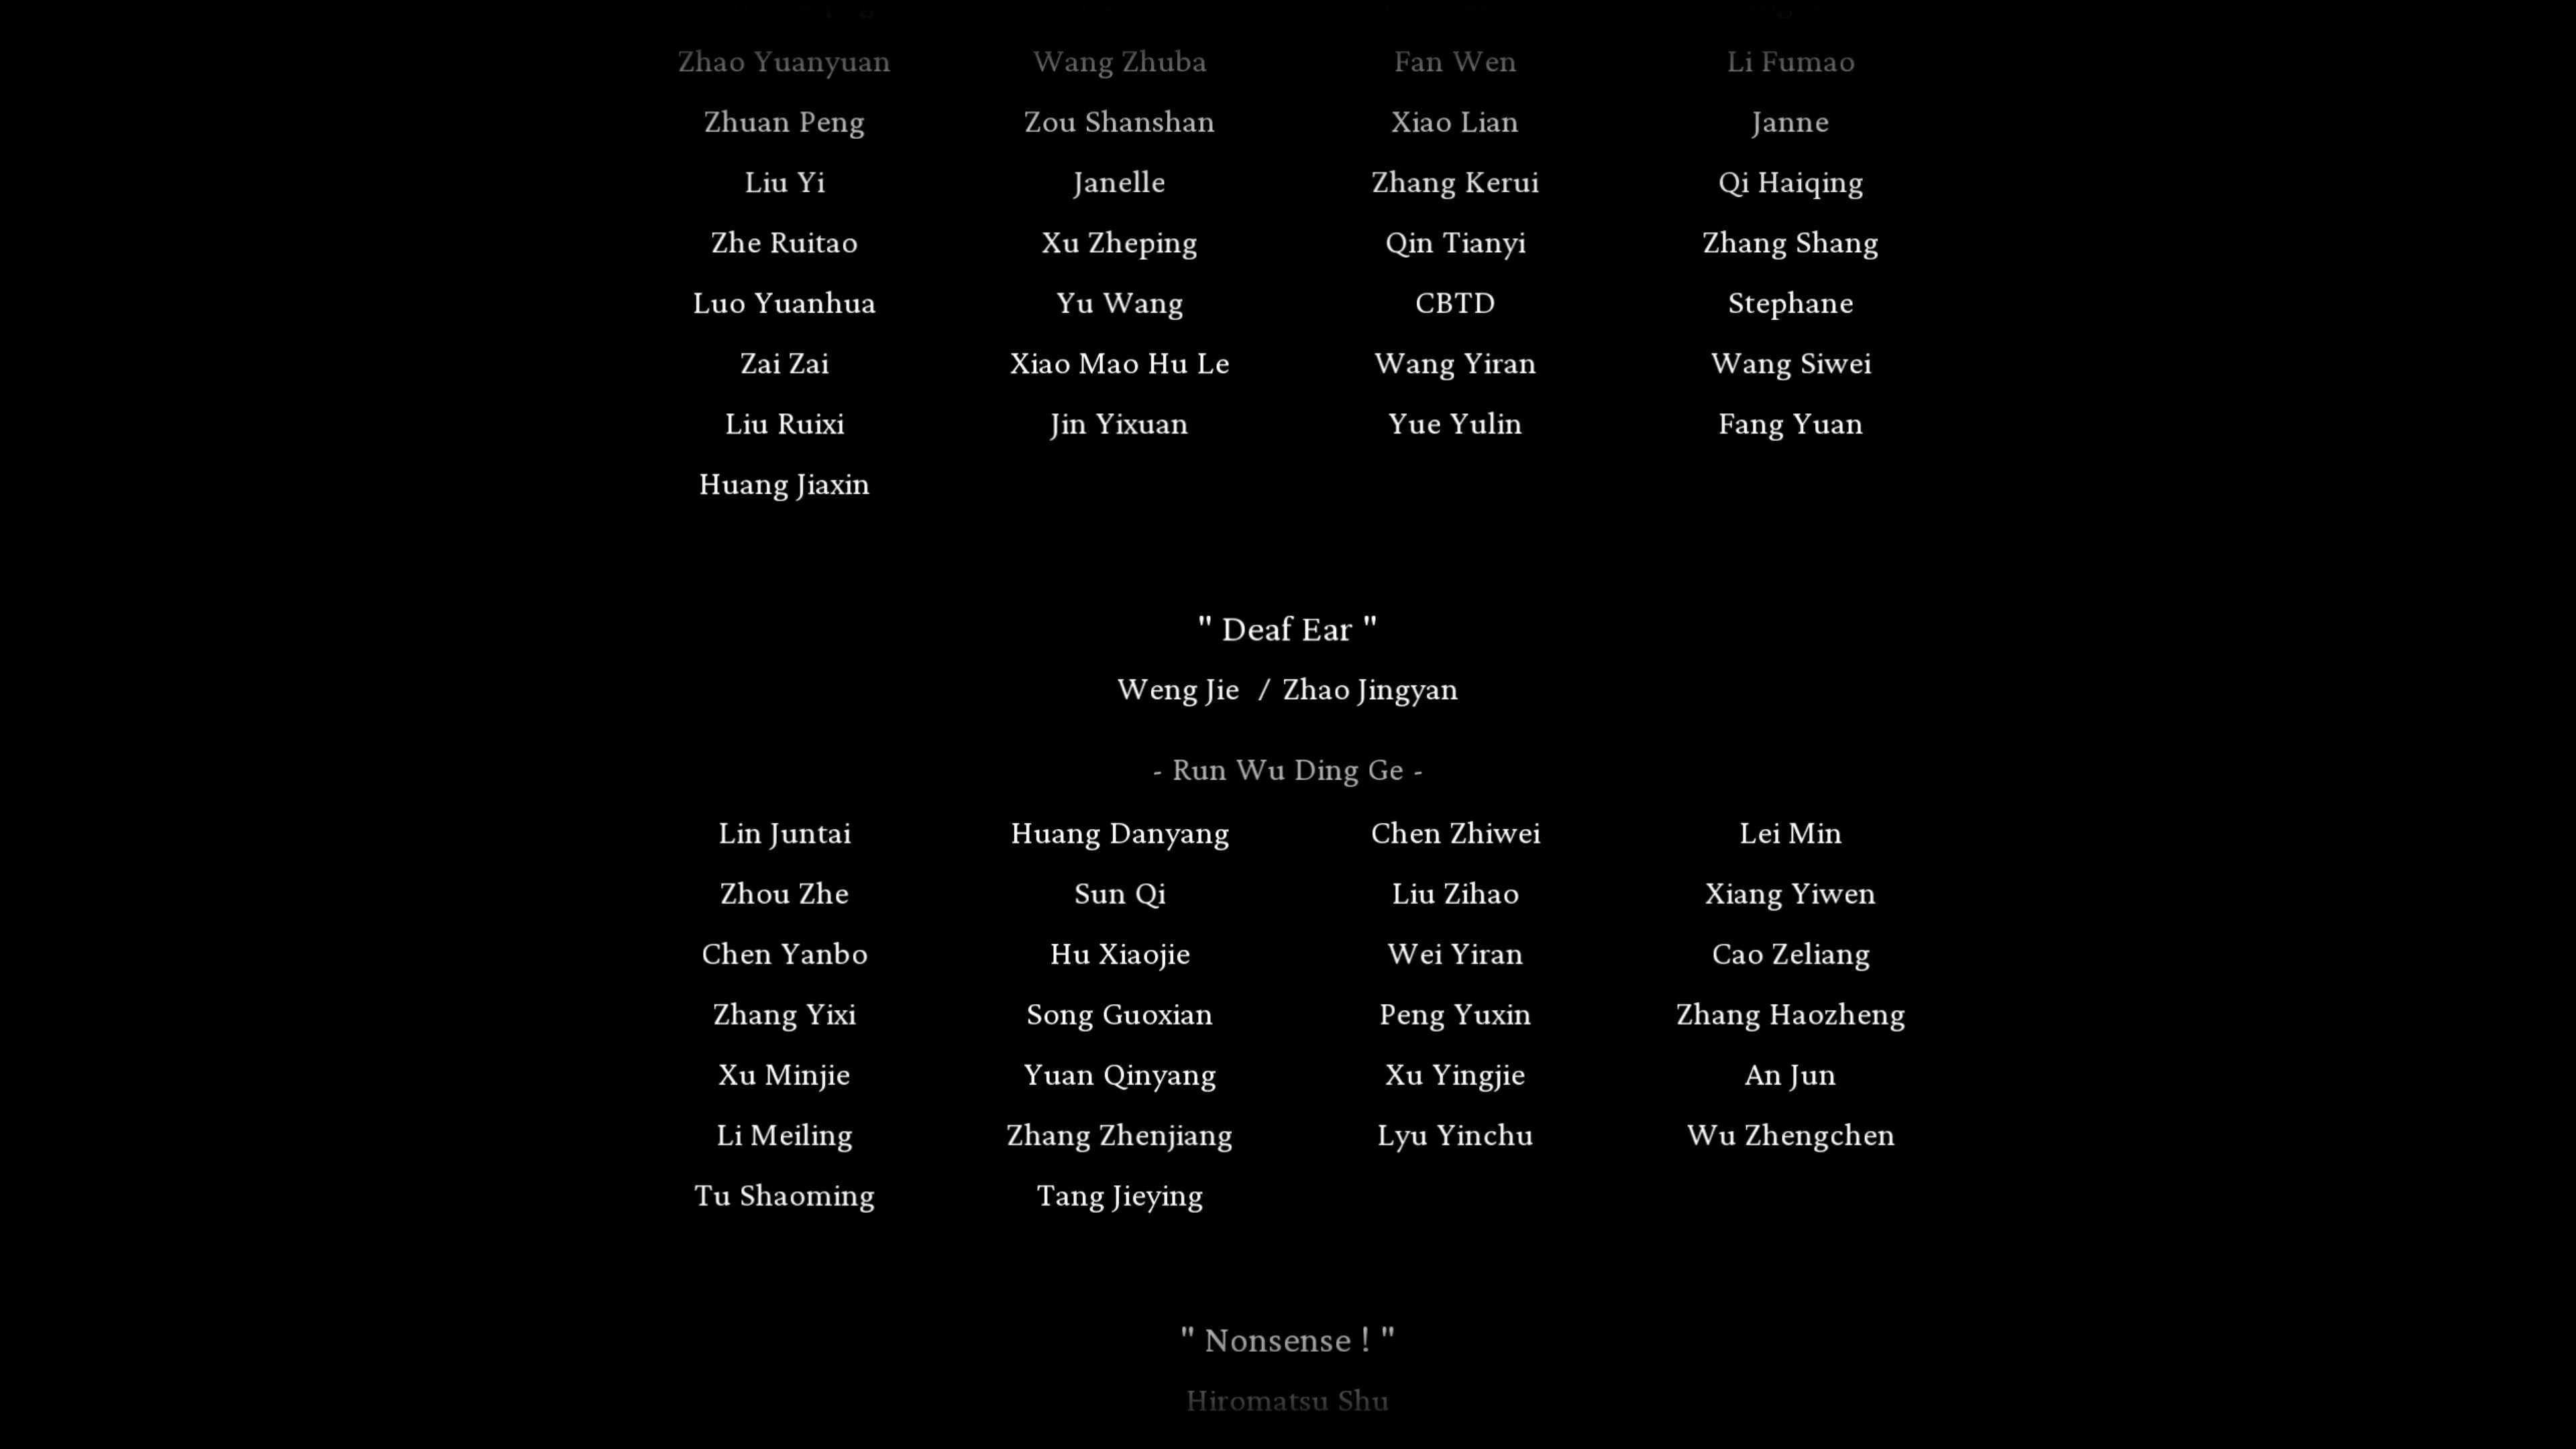 Zhao Yuanyuan Wang Zhuba Fan Wen Li Fumao
Zhuan Peng Zou Shanshan Xiao Lian Janne
Liu Yi Janelle Zhang Kerui Qi Haiqing
Zhe Ruitao Xu Zheping Qin Tianyi Zhang Shang
Luo Yuanhua Yu Wang CBTD Stephane
Zai Zai Xiao Mao Hu Le Wang Yiran Wang Siwei
Liu Ruixi Jin Yixuan Yue Yulin Fang Yuan
Huang Jiaxin
" Deaf Ear "
Weng Jie / Zhao Jingyan
- Run Wu Ding Ge -
Lin Juntai Huang Danyang Chen Zhiwei Lei Min
Zhou Zhe Sun Qi Liu Zihao Xiang Yiwen
Chen Yanbo Hu Xiaojie Wei Yiran Cao Zeliang
Zhang Yixi Song Guoxian Peng Yuxin Zhang Haozheng
Xu Minjie Yuan Qinyang Xu Yingjie An Jun
Li Meiling Zhang Zhenjiang Lyu Yinchu Wu Zhengchen
Tu Shaoming Tang Jieying
" Nonsense ! "
Hiromatsu Shu